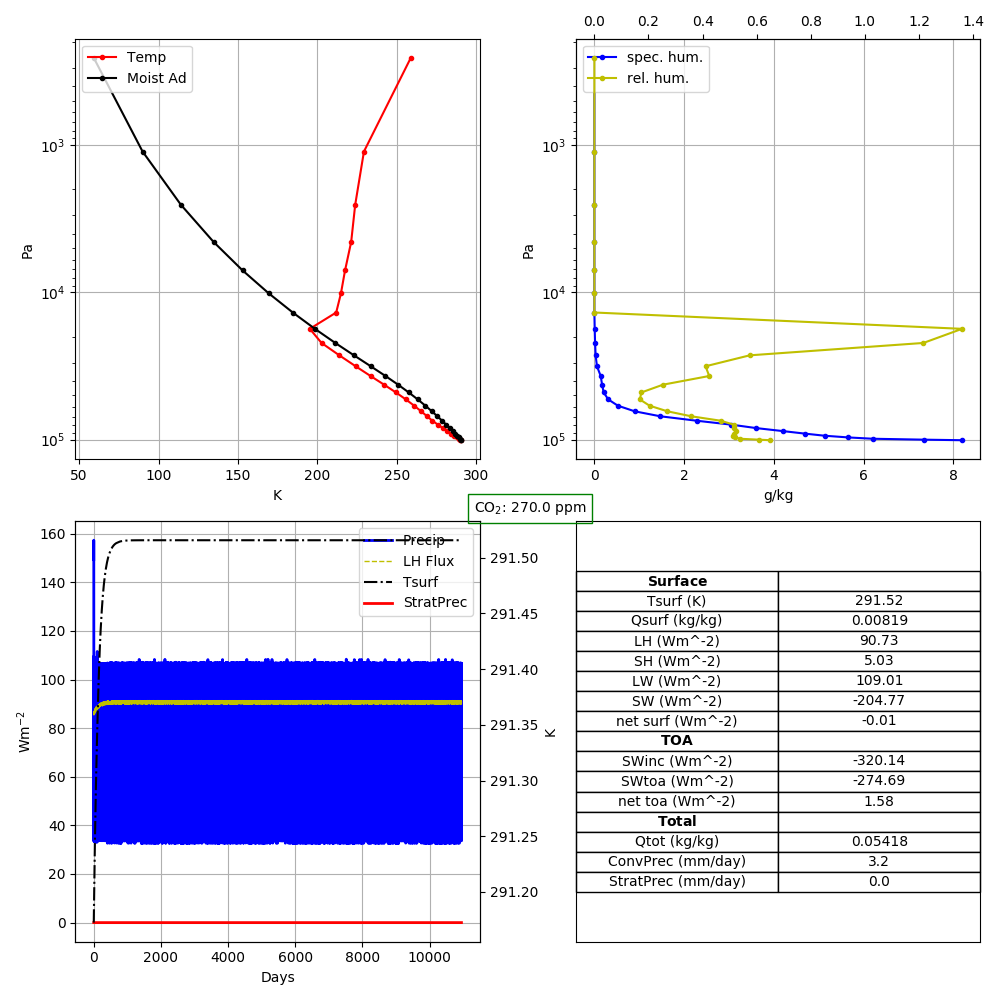 0.0 0.2 0.4 0.6 0.8 1.0 1.2 1.4
Temp
Moist Ad
spec. hum.
rel. hum.
Pa
10^3
10^4
10^5
50 100 150 200 250 300
K
Pa
10^3
10^4
10^5
0 2 4 6 8
g/kg
CO₂: 270.0 ppm
Precip
LH Flux
Tsurf
StratPrec
Wm⁻²
160
140
120
100
80
60
40
20
0
0 2000 4000 6000 8000 10000
Days
291.50
291.45
291.40
291.35
291.30
291.25
291.20
K
Surface
Tsurf (K) 291.52
Qsurf (kg/kg) 0.00819
LH (Wm^-2) 90.73
SH (Wm^-2) 5.03
LW (Wm^-2) 109.01
SW (Wm^-2) -204.77
net surf (Wm^-2) -0.01
TOA
SWinc (Wm^-2) -320.14
SWtoa (Wm^-2) -274.69
net toa (Wm^-2) 1.58
Total
Qtot (kg/kg) 0.05418
ConvPrec (mm/day) 3.2
StratPrec (mm/day) 0.0